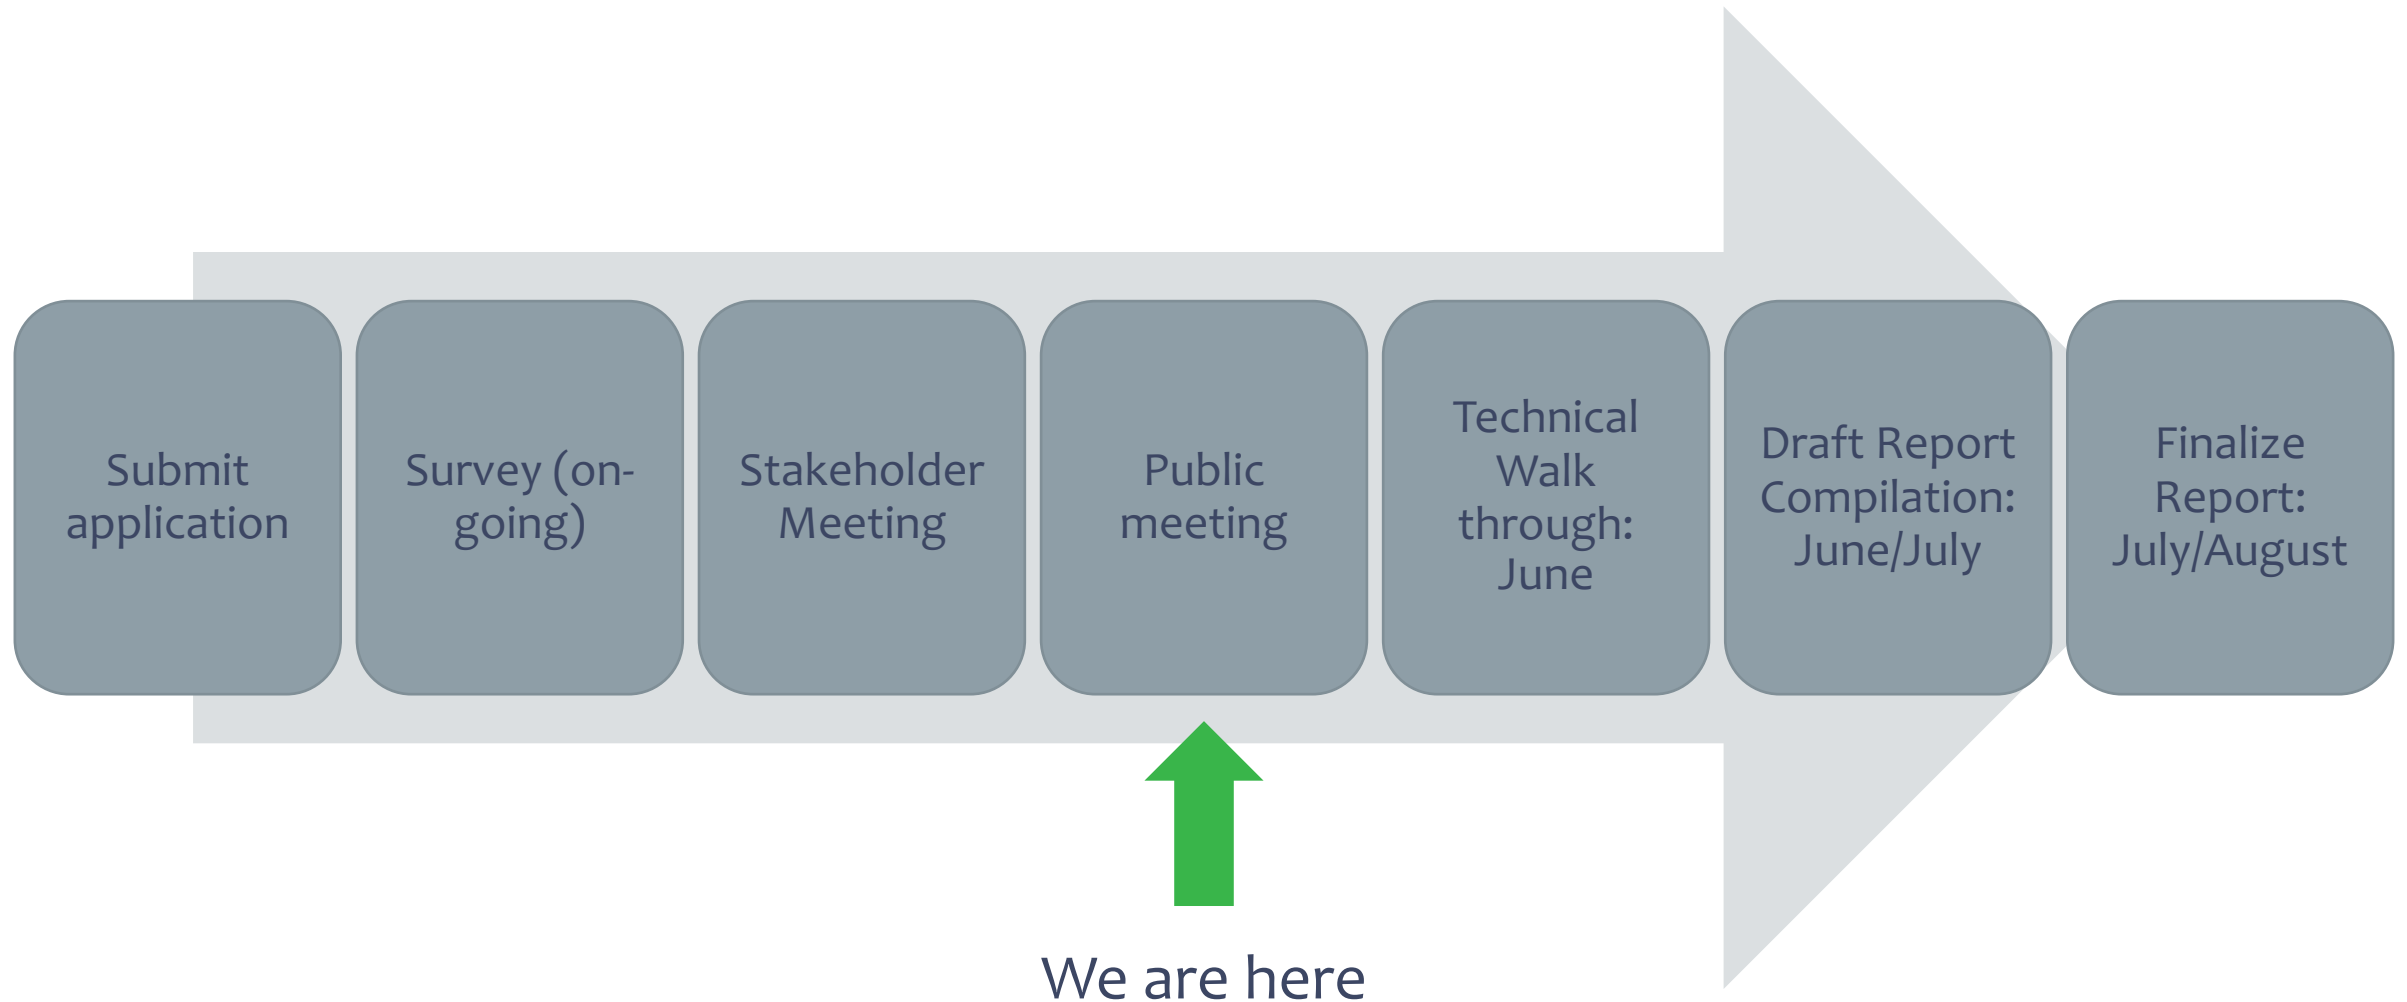 Submit
application
Survey (on-
going)
Stakeholder
Meeting
Public
meeting
Technical
Walk
through:
June
Draft Report
Compilation:
June/July
Finalize
Report:
July/August
We are here